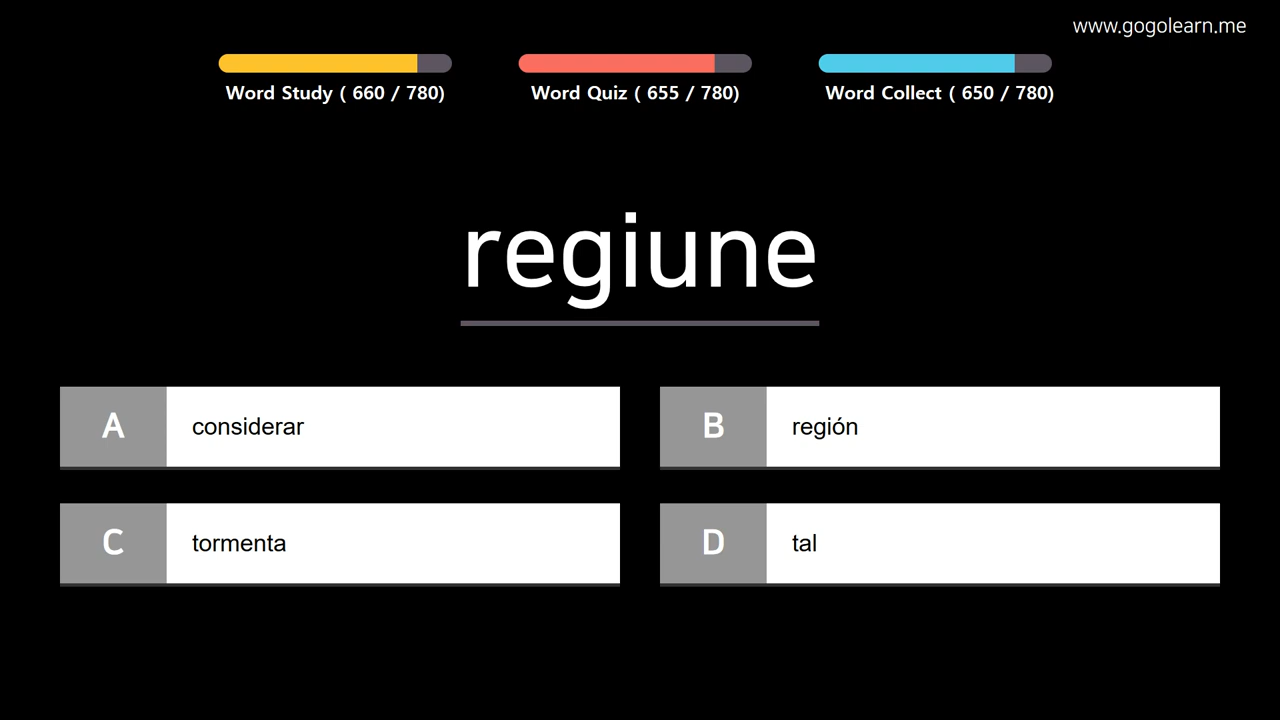 www.gogolearn.me
Word Study ( 660 / 780)
Word Quiz ( 655 / 780)
Word Collect ( 650 / 780)
regiune
A considerar
B región
C tormenta
D tal